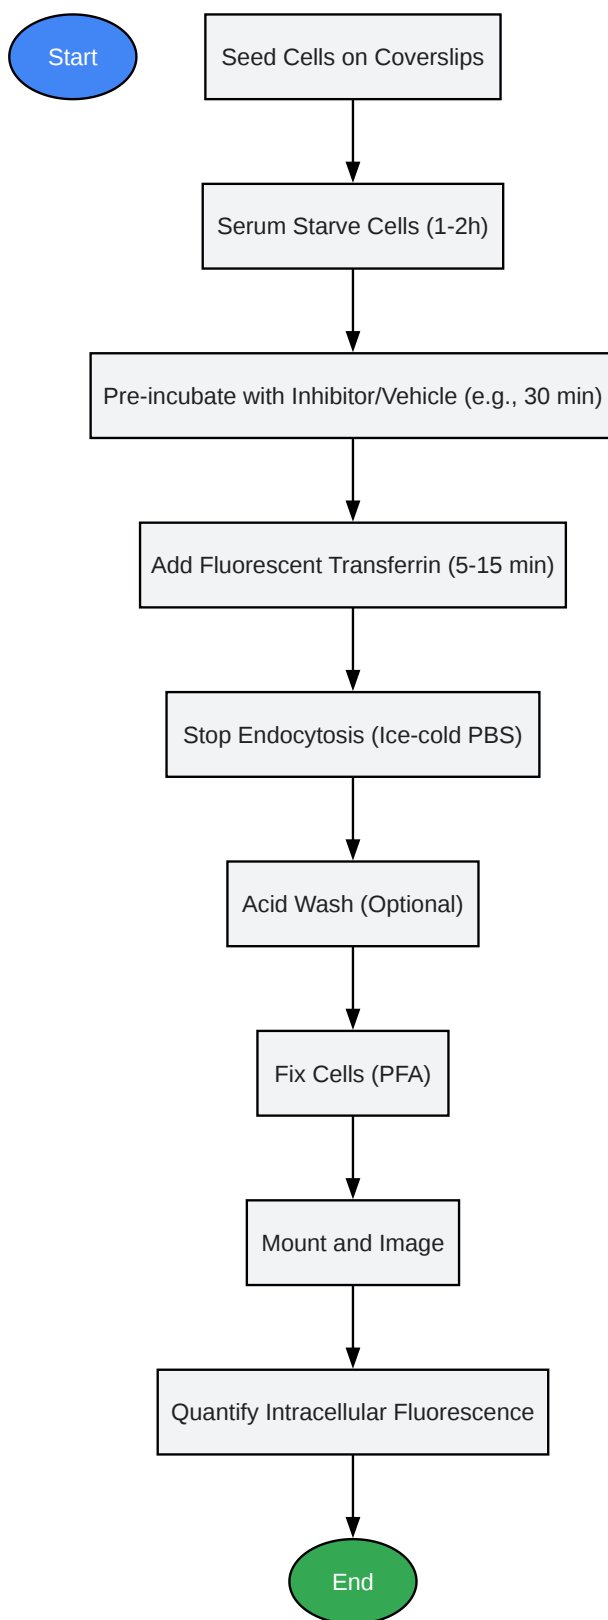 Start
Seed Cells on Coverslips
Serum Starve Cells (1-2h)
Pre-incubate with Inhibitor/Vehicle (e.g., 30 min)
Add Fluorescent Transferrin (5-15 min)
Stop Endocytosis (Ice-cold PBS)
Acid Wash (Optional)
Fix Cells (PFA)
Mount and Image
Quantify Intracellular Fluorescence
End